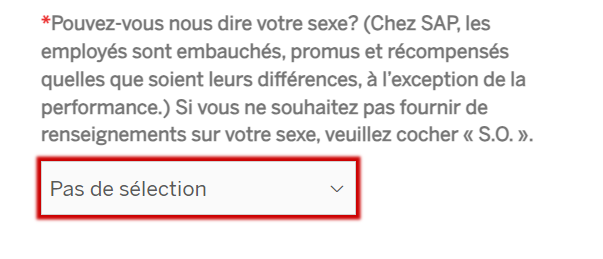 *Pouvez-vous nous dire votre sexe? (Chez SAP, les
employés sont embauchés, promus et récompensés
quelles que soient leurs différences, à l'exception de la
performance.) Si vous ne souhaitez pas fournir de
renseignements sur votre sexe, veuillez cocher « S.O. ».
Pas de sélection